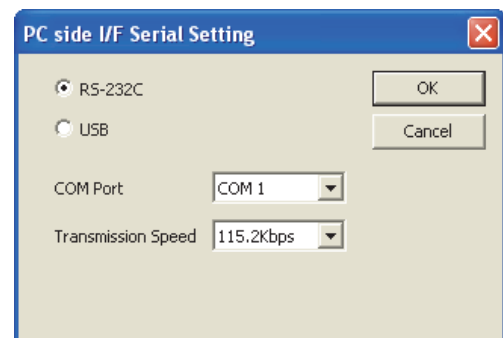 PC side I/F Serial Setting
RS-232C
OK
USB
Cancel
COM Port
COM 1
Transmission Speed
115.2Kbps